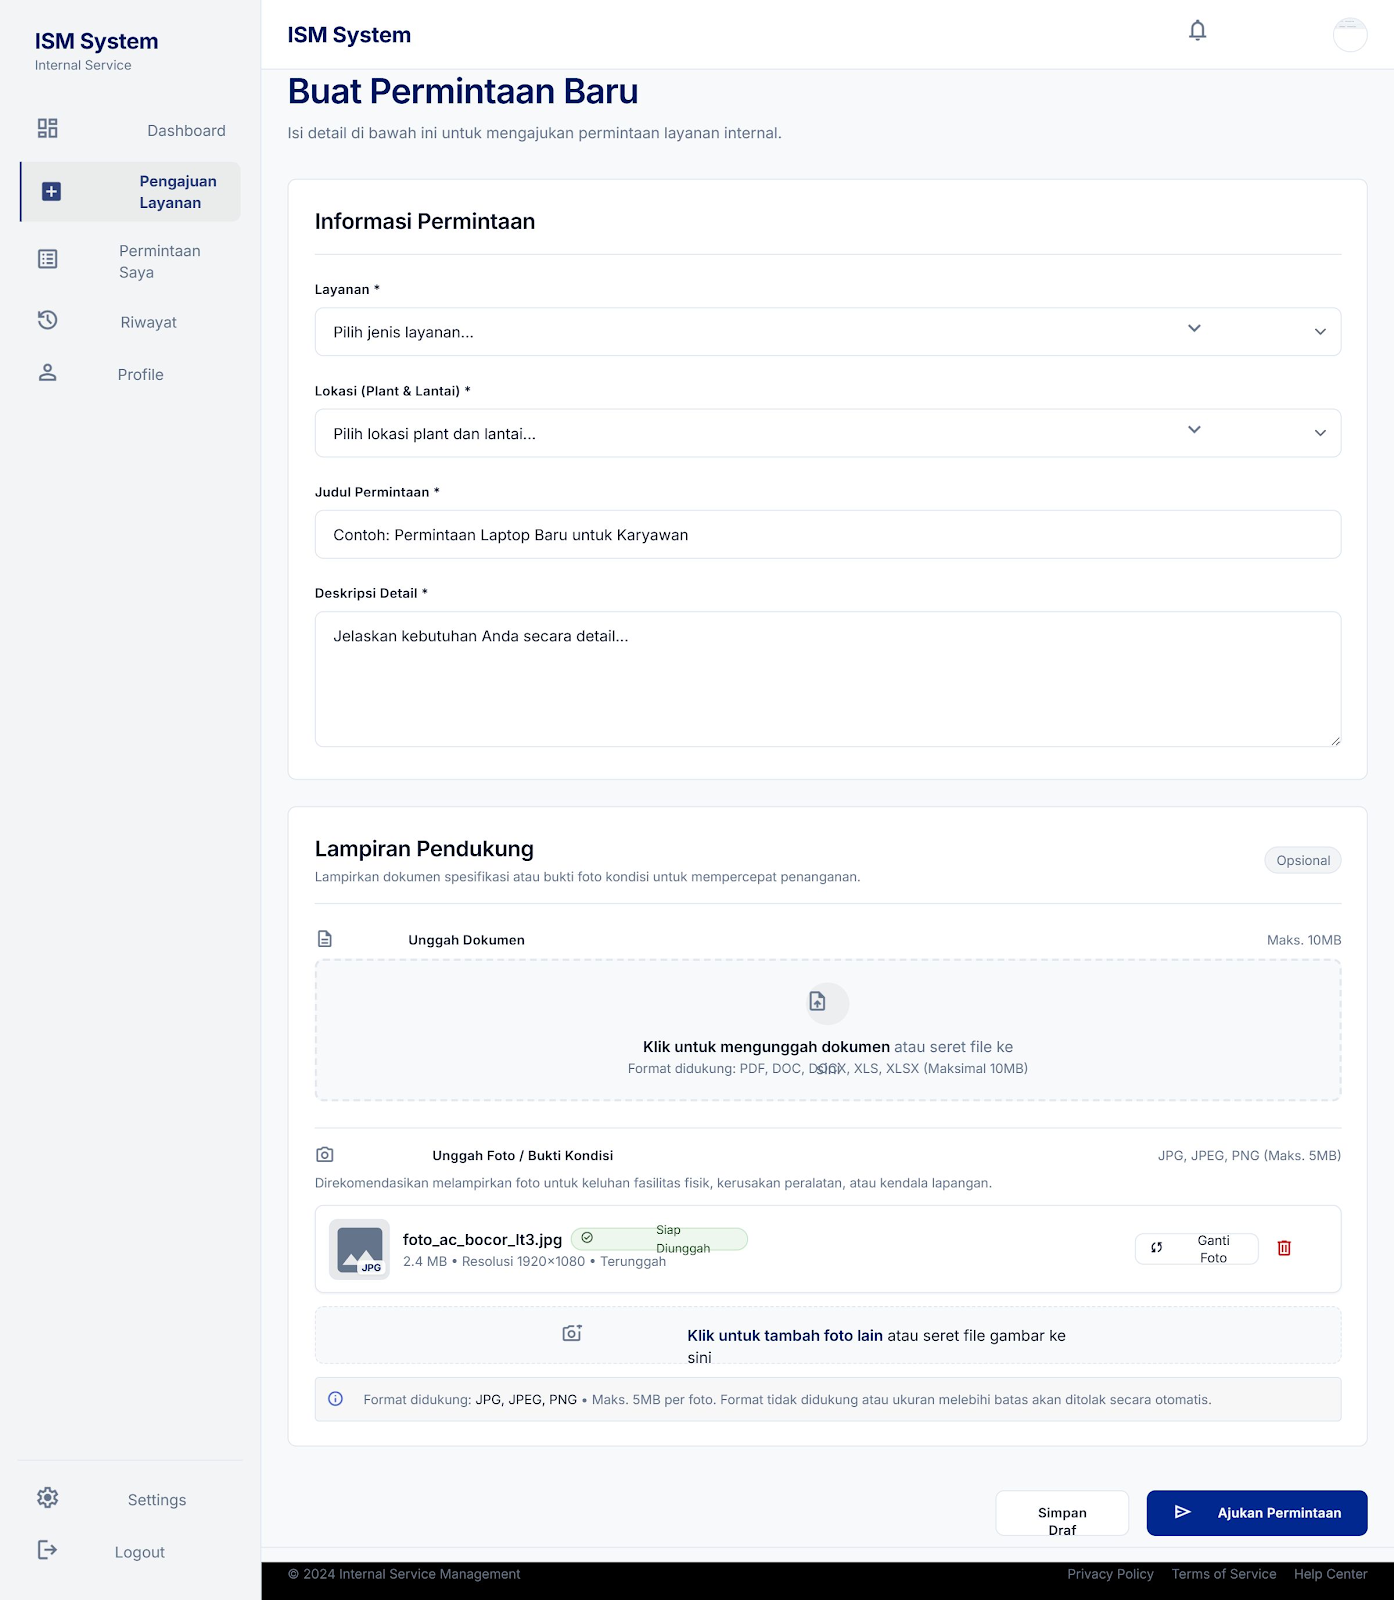 ISM System
Internal Service
Dashboard
Pengajuan
Layanan
Permintaan
Saya
Riwayat
Profile
Settings
Logout
ISM System
Buat Permintaan Baru
Isi detail di bawah ini untuk mengajukan permintaan layanan internal.
Informasi Permintaan
Layanan *
Pilih jenis layanan...
Lokasi (Plant & Lantai) *
Pilih lokasi plant dan lantai...
Judul Permintaan *
Contoh: Permintaan Laptop Baru untuk Karyawan
Deskripsi Detail *
Jelaskan kebutuhan Anda secara detail...
Lampiran Pendukung
Opsional
Lampirkan dokumen spesifikasi atau bukti foto kondisi untuk mempercepat penanganan.
Unggah Dokumen
Maks. 10MB
Klik untuk mengunggah dokumen atau seret file ke
sini
Format didukung: PDF, DOC, DOCX, XLS, XLSX (Maksimal 10MB)
Unggah Foto / Bukti Kondisi
JPG, JPEG, PNG (Maks. 5MB)
Direkomendasikan melampirkan foto untuk keluhan fasilitas fisik, kerusakan peralatan, atau kendala lapangan.
JPG
foto_ac_bocor_lt3.jpg
Siap
Diunggah
2.4 MB • Resolusi 1920×1080 • Terunggah
Ganti
Foto
Klik untuk tambah foto lain atau seret file gambar ke
sini
Format didukung: JPG, JPEG, PNG • Maks. 5MB per foto. Format tidak didukung atau ukuran melebihi batas akan ditolak secara otomatis.
Simpan
Draf
Ajukan Permintaan
© 2024 Internal Service Management
Privacy Policy
Terms of Service
Help Center